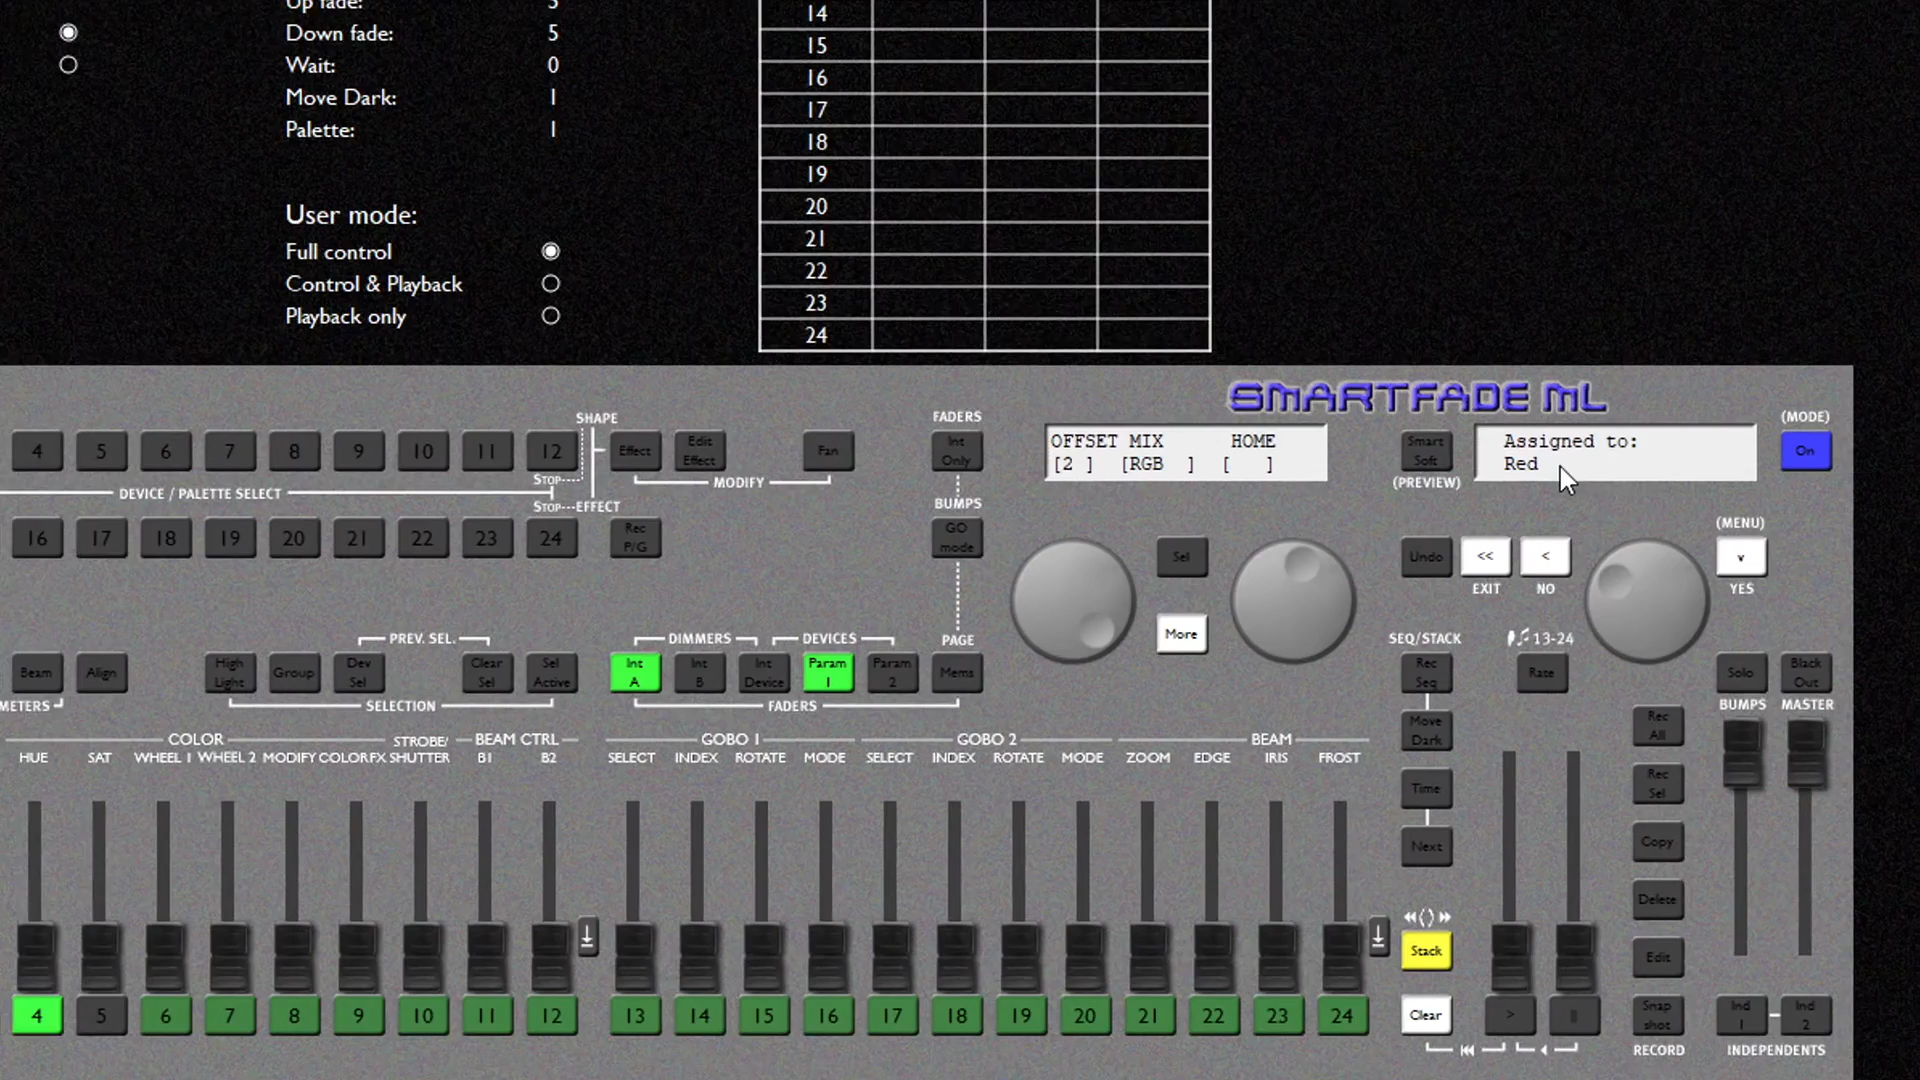 Up fade: 5
Down fade: 5
Wait: 0
Move Dark: 1
Palette: 1
User mode:
Full control
Control & Playback
Playback only
14
15
16
17
18
19
20
21
22
23
24
SMARTFADE ML
SHAPE
FADERS
(MODE)
4 5 6 7 8 9 10 11 12
Effect
Edit Effect
Fan
Int Only
OFFSET MIX HOME
[2 ] [RGB ] [ ]
Smart Soft
(PREVIEW)
Assigned to:
Red
On
STOP
MODIFY
DEVICE / PALETTE SELECT
STOP---EFFECT
BUMPS
16 17 18 19 20 21 22 23 24
Rec P/G
GO mode
Sel
(MENU)
Undo
<<
<
v
EXIT
NO
YES
More
PREV. SEL.
DIMMERS
DEVICES
PAGE
SEQ/STACK
13-24
Beam
Align
High Light
Group
Dev Sel
Clear Sel
Sel Active
Int A
Int B
Int Device
Param 1
Param 2
Mems
Rec Seq
Rate
Solo
Black Out
METERS
SELECTION
FADERS
BUMPS
MASTER
COLOR
STROBE/
BEAM CTRL
GOBO 1
GOBO 2
BEAM
HUE SAT WHEEL 1 WHEEL 2 MODIFY COLORFX SHUTTER B1 B2 SELECT INDEX ROTATE MODE SELECT INDEX ROTATE MODE ZOOM EDGE IRIS FROST
Move Dark
Rec All
Time
Rec Sel
Next
Copy
Delete
Stack
Edit
4 5 6 7 8 9 10 11 12 13 14 15 16 17 18 19 20 21 22 23 24
Clear
>
Snap shot
Ind 1
Ind 2
RECORD
INDEPENDENTS